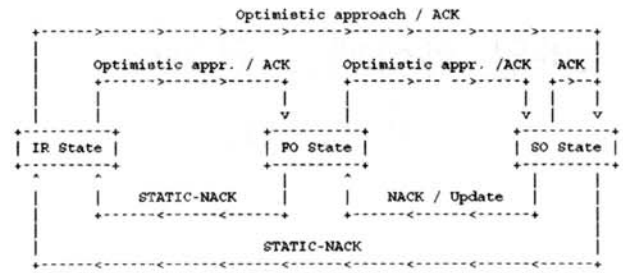 Optimistic approach / ACK
Optimistic appr. / ACK Optimistic appr. /ACK ACK
IR State FO State SO State
STATIC-NACK NACK / Update
STATIC-NACK